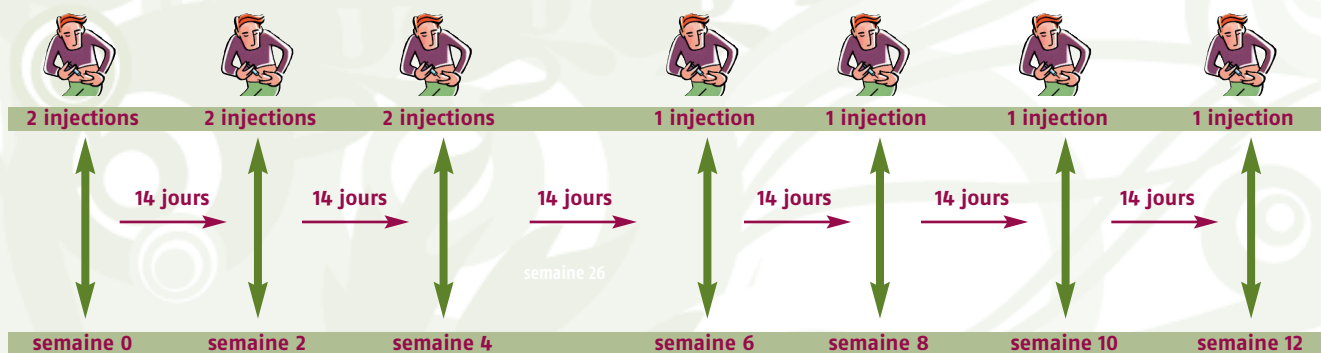 2 injections 2 injections 2 injections 1 injection 1 injection 1 injection 1 injection
14 jours 14 jours 14 jours 14 jours 14 jours 14 jours
semaine 26
semaine 0 semaine 2 semaine 4 semaine 6 semaine 8 semaine 10 semaine 12